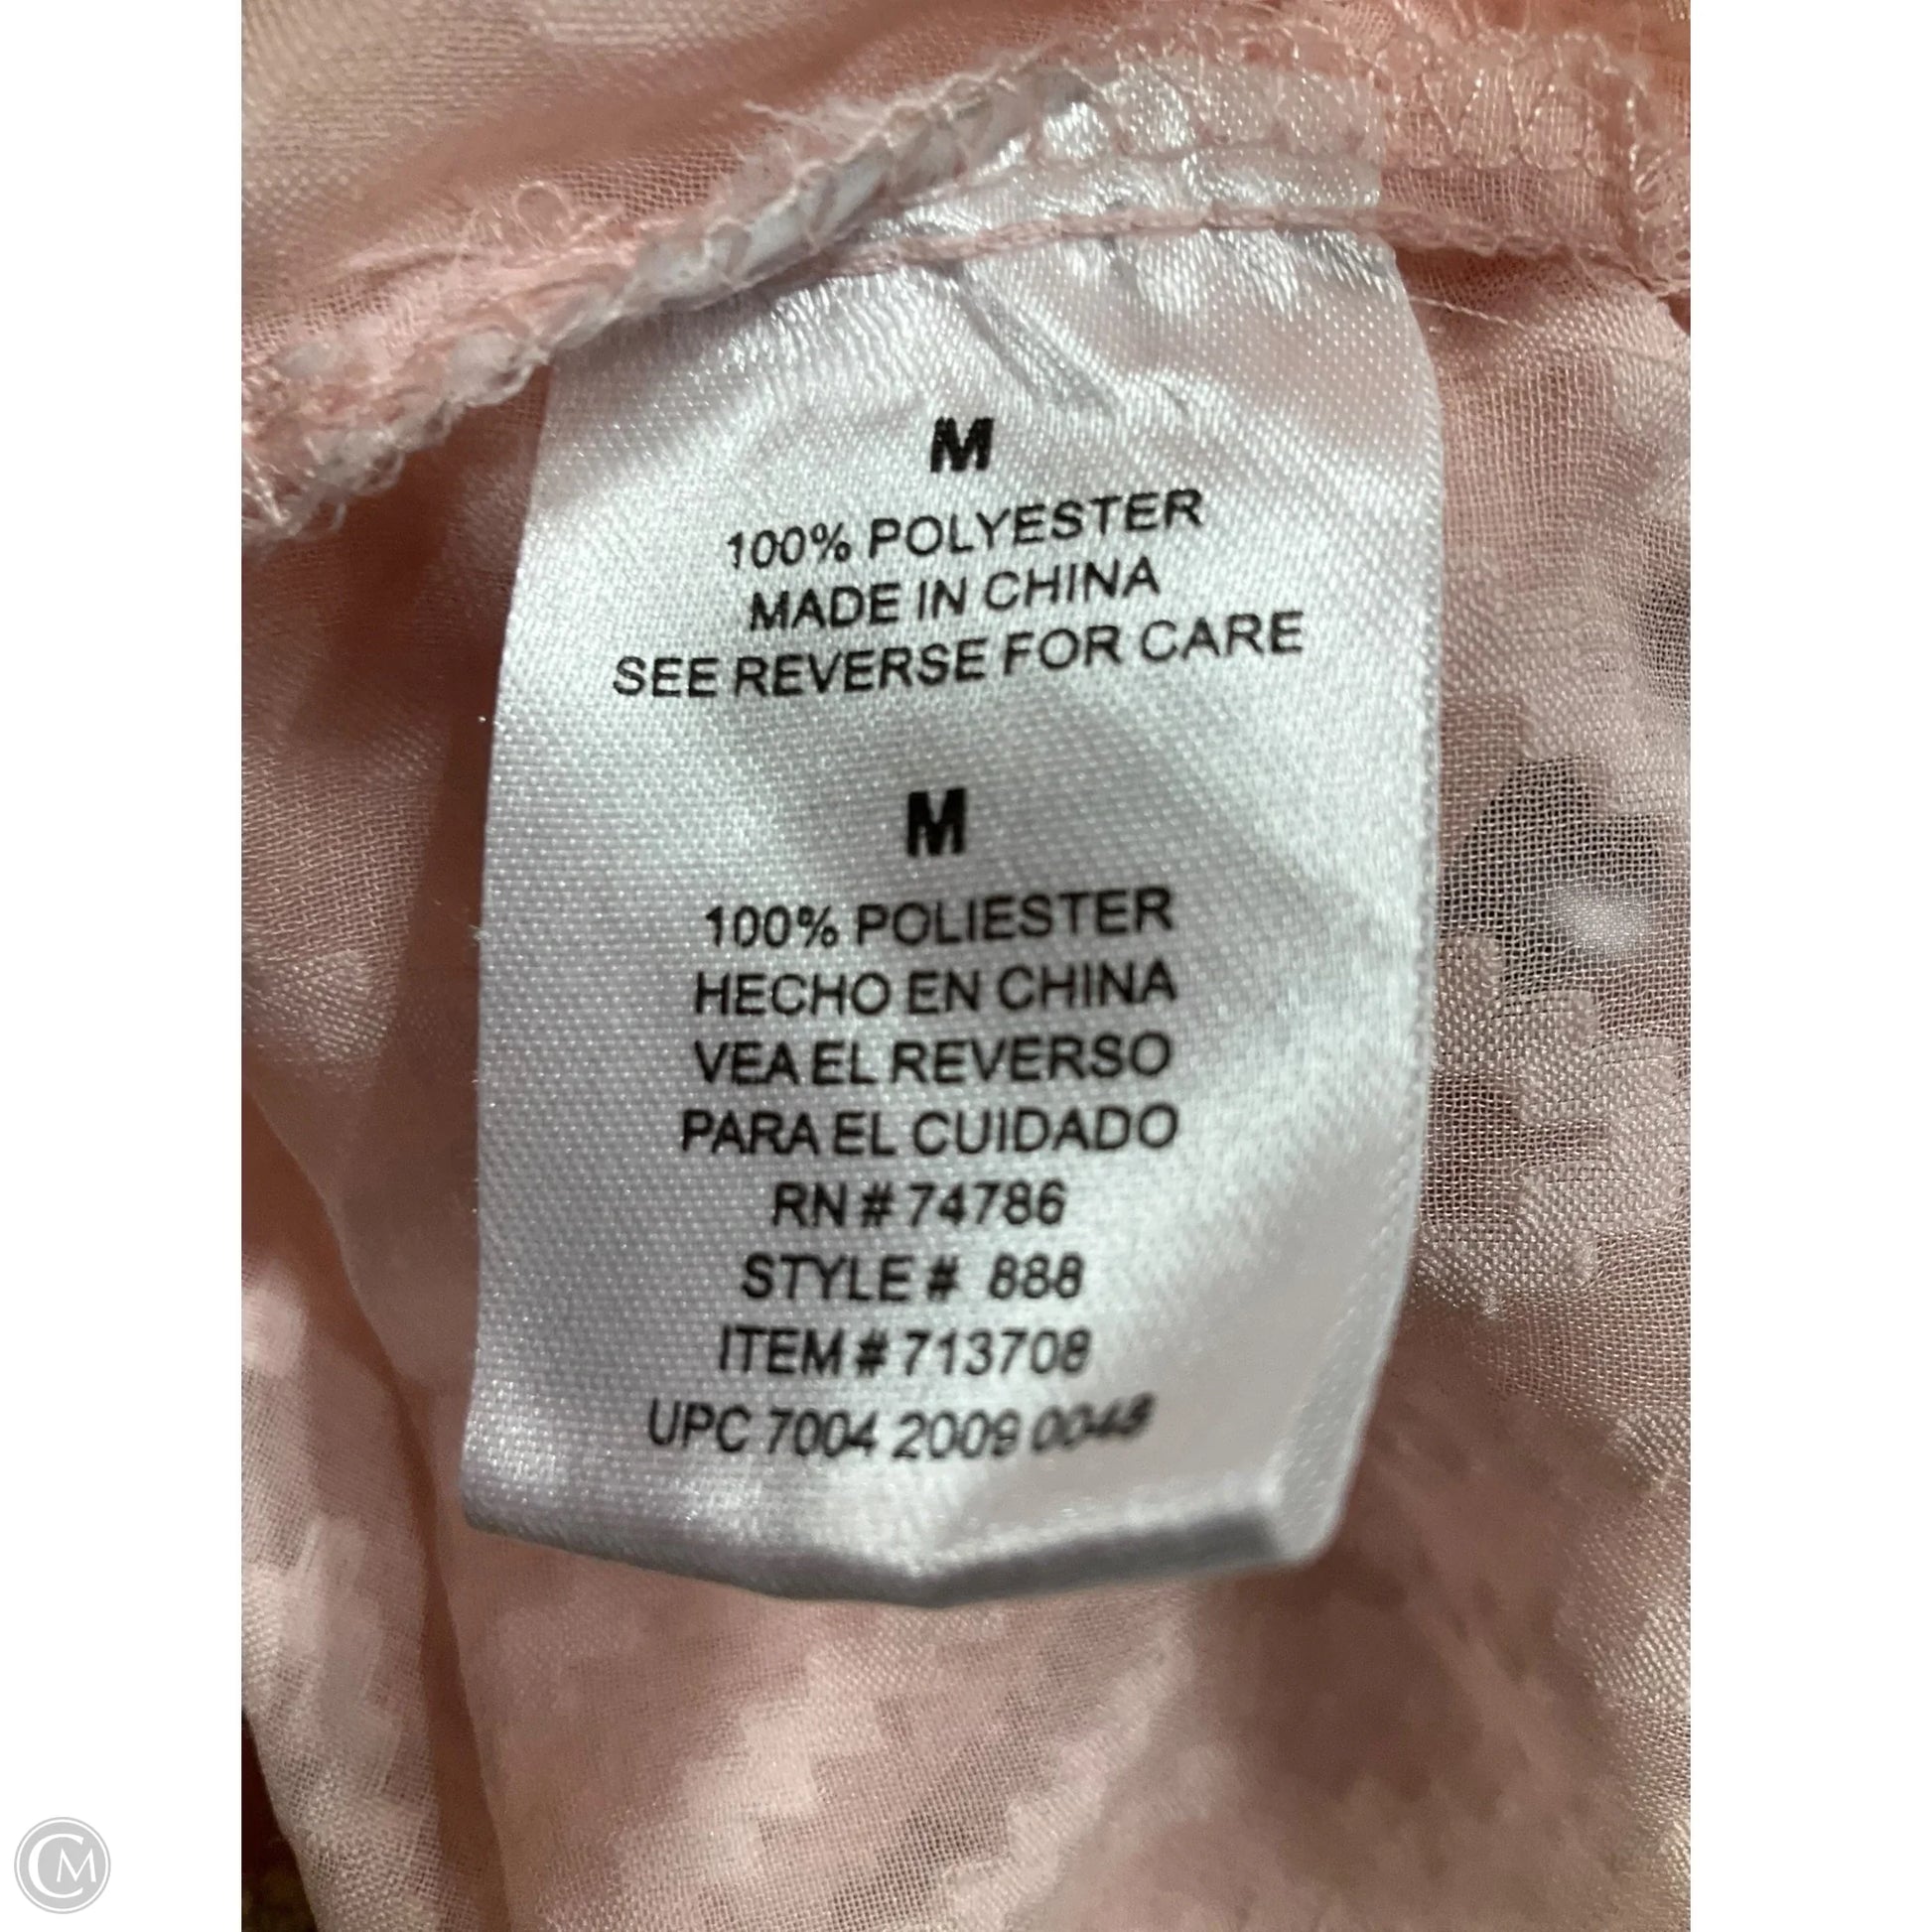 M
100% POLYESTER
MADE IN CHINA
SEE REVERSE FOR CARE
M
100% POLIESTER
HECHO EN CHINA
VEA EL REVERSO
PARA EL CUIDADO
RN # 74786
STYLE # 888
ITEM # 713708
UPC 7004 2009 0048
CM